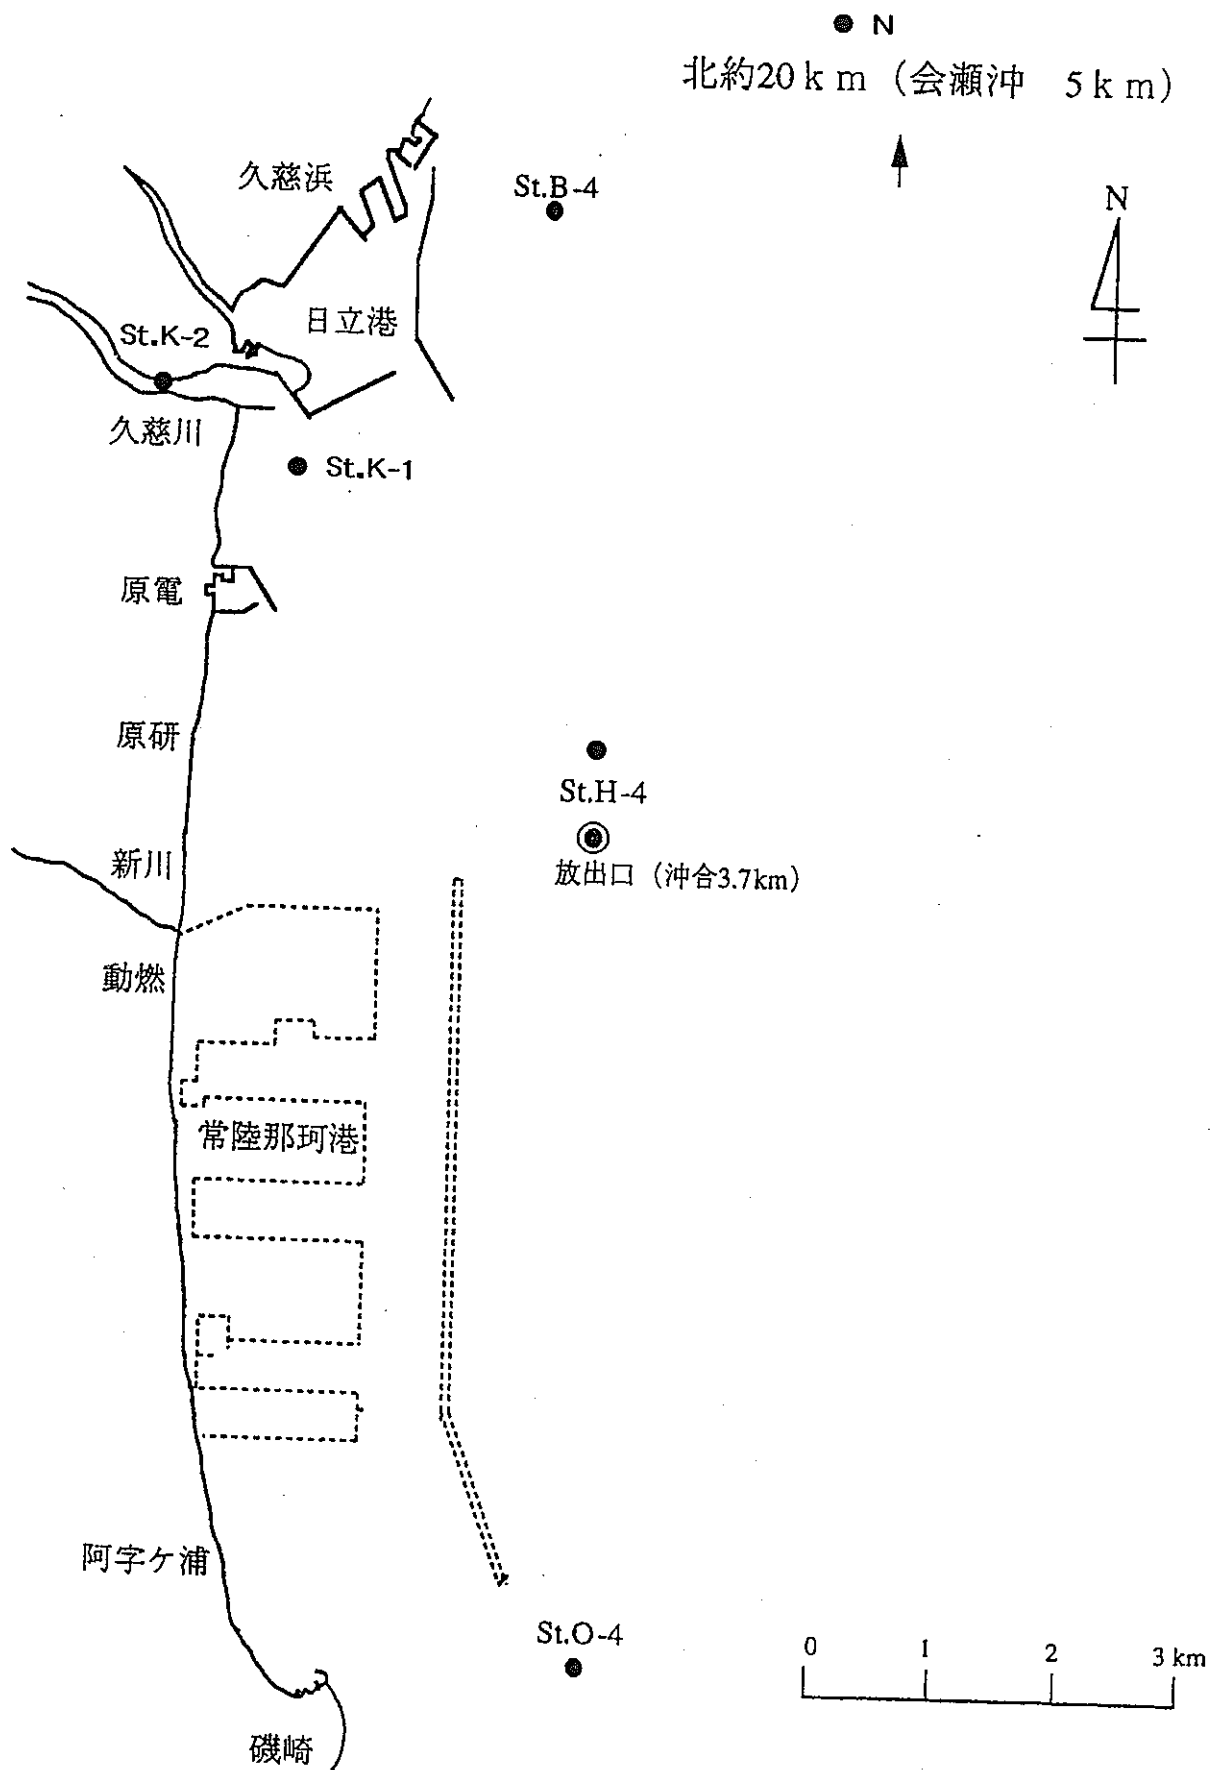 N
北約20km（会瀬沖　5km）
久慈浜
St.B-4
N
日立港
St.K-2
久慈川
St.K-1
原電
原研
St.H-4
新川
放出口（沖合3.7km）
動燃
常陸那珂港
阿字ケ浦
St.O-4
0 1 2 3 km
磯崎